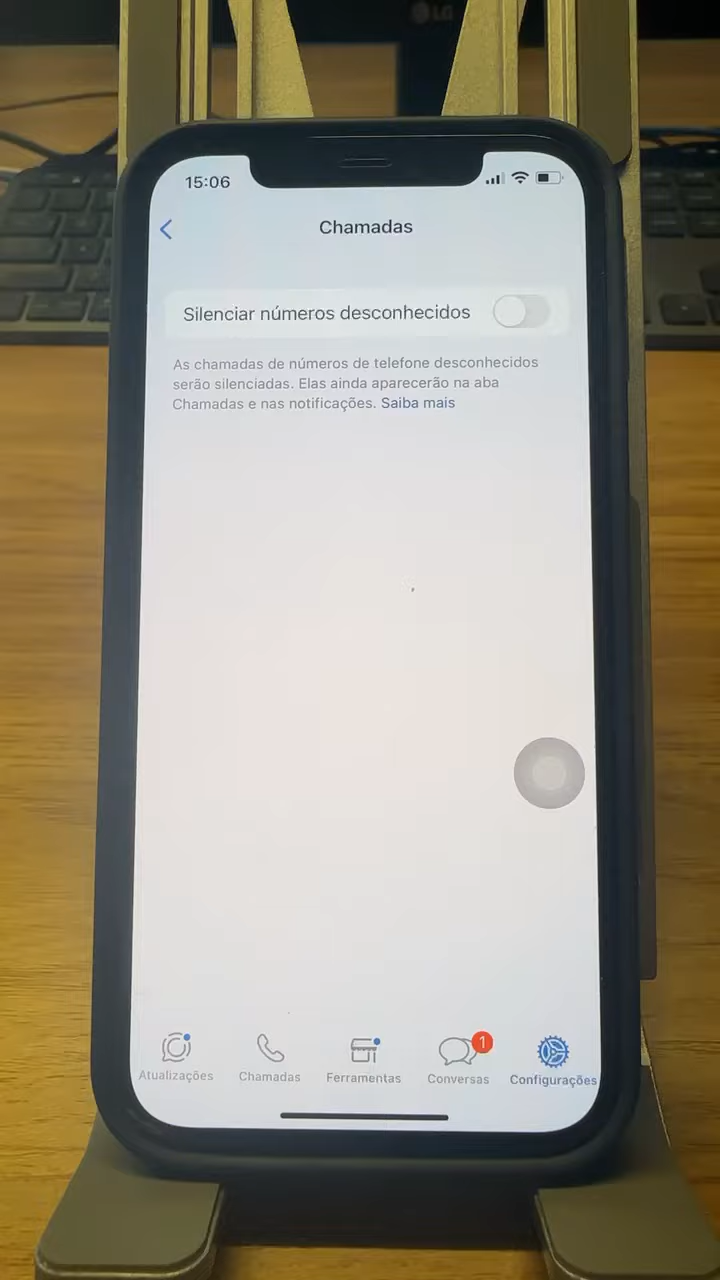 LG
15:06
Chamadas
Silenciar números desconhecidos
As chamadas de números de telefone desconhecidos
serão silenciadas. Elas ainda aparecerão na aba
Chamadas e nas notificações. Saiba mais
1
Atualizações Chamadas Ferramentas Conversas Configurações